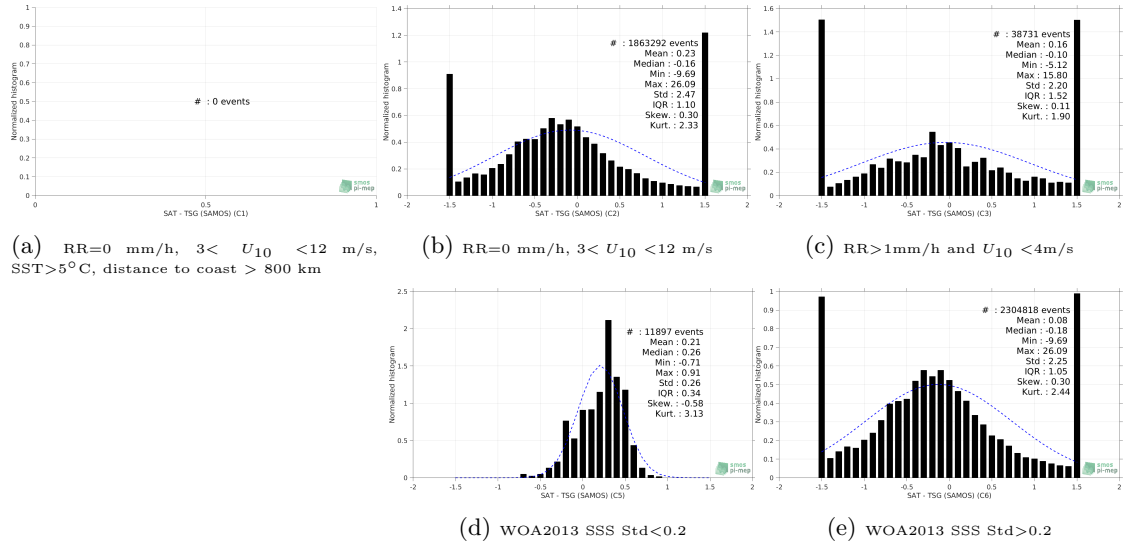 1
0.9
0.8
0.7
0.6
0.5
0.4
0.3
0.2
0.1
0
Normalized histogram
# : 0 events
smos
pi-mep
0 0.5 1
SAT - TSG (SAMOS) (C1)
(a) RR=0 mm/h, 3< U10 <12 m/s,
SST>5°C, distance to coast > 800 km
1.4
1.2
1
0.8
0.6
0.4
0.2
0
Normalized histogram
# : 1863292 events
Mean : 0.23
Median : -0.16
Min : -9.69
Max : 26.09
Std : 2.47
IQR : 1.10
Skew. : 0.30
Kurt. : 2.33
smos
pi-mep
-2 -1.5 -1 -0.5 0 0.5 1 1.5 2
SAT - TSG (SAMOS) (C2)
(b) RR=0 mm/h, 3< U10 <12 m/s
1.6
1.4
1.2
1
0.8
0.6
0.4
0.2
0
Normalized histogram
# : 38731 events
Mean : 0.16
Median : -0.10
Min : -5.12
Max : 15.80
Std : 2.20
IQR : 1.52
Skew. : 0.11
Kurt. : 1.90
smos
pi-mep
-2 -1.5 -1 -0.5 0 0.5 1 1.5 2
SAT - TSG (SAMOS) (C3)
(c) RR>1mm/h and U10 <4m/s
2.5
2
1.5
1
0.5
0
Normalized histogram
# : 11897 events
Mean : 0.21
Median : 0.26
Min : -0.71
Max : 0.91
Std : 0.26
IQR : 0.34
Skew. : -0.58
Kurt. : 3.13
smos
pi-mep
-2 -1.5 -1 -0.5 0 0.5 1 1.5 2
SAT - TSG (SAMOS) (C5)
(d) WOA2013 SSS Std<0.2
1
0.9
0.8
0.7
0.6
0.5
0.4
0.3
0.2
0.1
0
Normalized histogram
# : 2304818 events
Mean : 0.08
Median : -0.18
Min : -9.69
Max : 26.09
Std : 2.25
IQR : 1.05
Skew. : 0.30
Kurt. : 2.44
smos
pi-mep
-2 -1.5 -1 -0.5 0 0.5 1 1.5 2
SAT - TSG (SAMOS) (C6)
(e) WOA2013 SSS Std>0.2